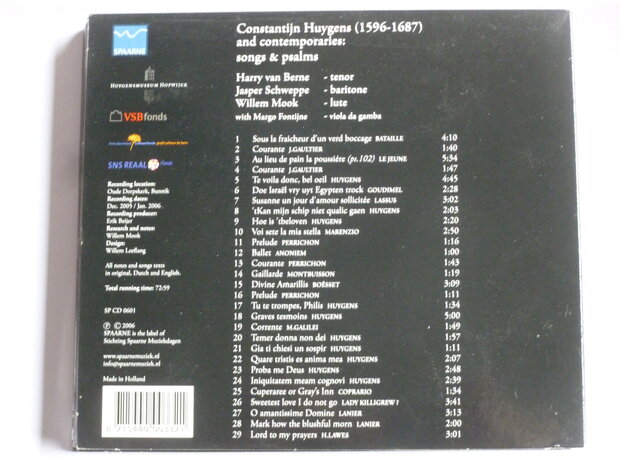 SPAARNE
HUYGENSMUSEUM HOFWIJCK
VSBfonds
SNS REAAL fonds
Recording location:
Oude Dorpskerk, Bunnik
Recording dates:
Dec. 2005 / Jan. 2006
Recording producer:
Erik Beijer
Research and notes:
Willem Mook
Design:
Willem Leeflang
All notes and songs texts
in original, Dutch and English.
Total running time: 72:59
SP CD 0601
℗ © 2006
SPAARNE is the label of
Stichting Spaarne Muziekdagen
www.spaarnemuziek.nl
info@spaarnemuziek.nl
Made in Holland
Constantijn Huygens (1596-1687)
and contemporaries:
songs & psalms
Harry van Berne - tenor
Jasper Schweppe - baritone
Willem Mook - lute
with Margo Fontijne - viola da gamba
1 Sous la fraicheur d'un verd boccage BATAILLE 4:10
2 Courante J.GAULTIER 1:40
3 Au lieu de pain la poussière (ps.102) LE JEUNE 5:34
4 Courante J.GAULTIER 1:47
5 Te voila donc, bel oeil HUYGENS 4:45
6 Doe Israël vry uyt Egypten trock GOUDIMEL 2:28
7 Susanne un jour d'amour sollicitée LASSUS 3:02
8 'tKan mijn schip niet qualic gaen HUYGENS 2:03
9 Hoe is 'tbeloven HUYGENS 2:20
10 Voi sete la mia stella MARENZIO 2:50
11 Prelude PERRICHON 1:16
12 Ballet ANONIEM 1:00
13 Courante PERRICHON 1:43
14 Gaillarde MONTBUISSON 1:19
15 Divine Amarillis BOËSSET 3:09
16 Prelude PERRICHON 1:11
17 Tu te trompes, Philis HUYGENS 1:34
18 Graves tesmoins HUYGENS 5:00
19 Corrente M.GALILEI 1:49
20 Temer donna non dei HUYGENS 1:57
21 Gia ti chiesi un sospir HUYGENS 1:11
22 Quare tristis es anima mea HUYGENS 2:07
23 Proba me Deus HUYGENS 2:48
24 Iniquitatem meam cognovi HUYGENS 2:39
25 Cuperaree or Gray's Inn COPRARIO 1:34
26 Sweetest love I do not go LADY KILLIGREW ? 3:41
27 O amantissime Domine LANIER 3:13
28 Mark how the blushful morn LANIER 2:00
29 Lord to my prayers H.LAWES 3:01